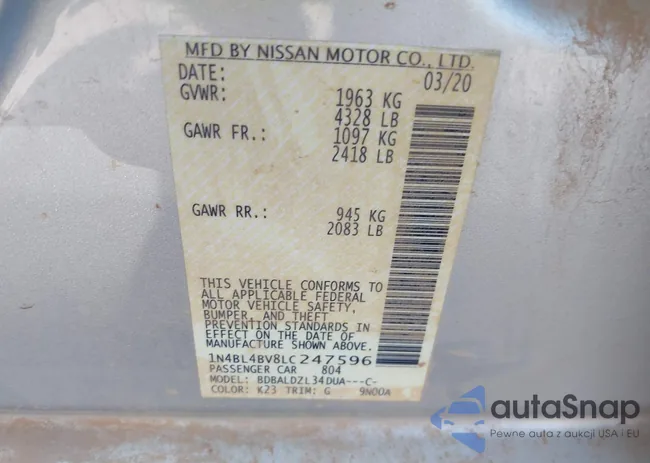 MFD BY NISSAN MOTOR CO., LTD.
DATE: 03/20
GVWR: 1963 KG
4328 LB
GAWR FR.: 1097 KG
2418 LB
GAWR RR.: 945 KG
2083 LB
THIS VEHICLE CONFORMS TO
ALL APPLICABLE FEDERAL
MOTOR VEHICLE SAFETY,
BUMPER, AND THEFT
PREVENTION STANDARDS IN
EFFECT ON THE DATE OF
MANUFACTURE SHOWN ABOVE.
1N4BL4BV8LC247596
PASSENGER CAR 804
MODEL: BDBALDZL34DUA---C-
COLOR: K23 TRIM: G 9N00A
autaSnap
Pewne auta z aukcji USA i EU